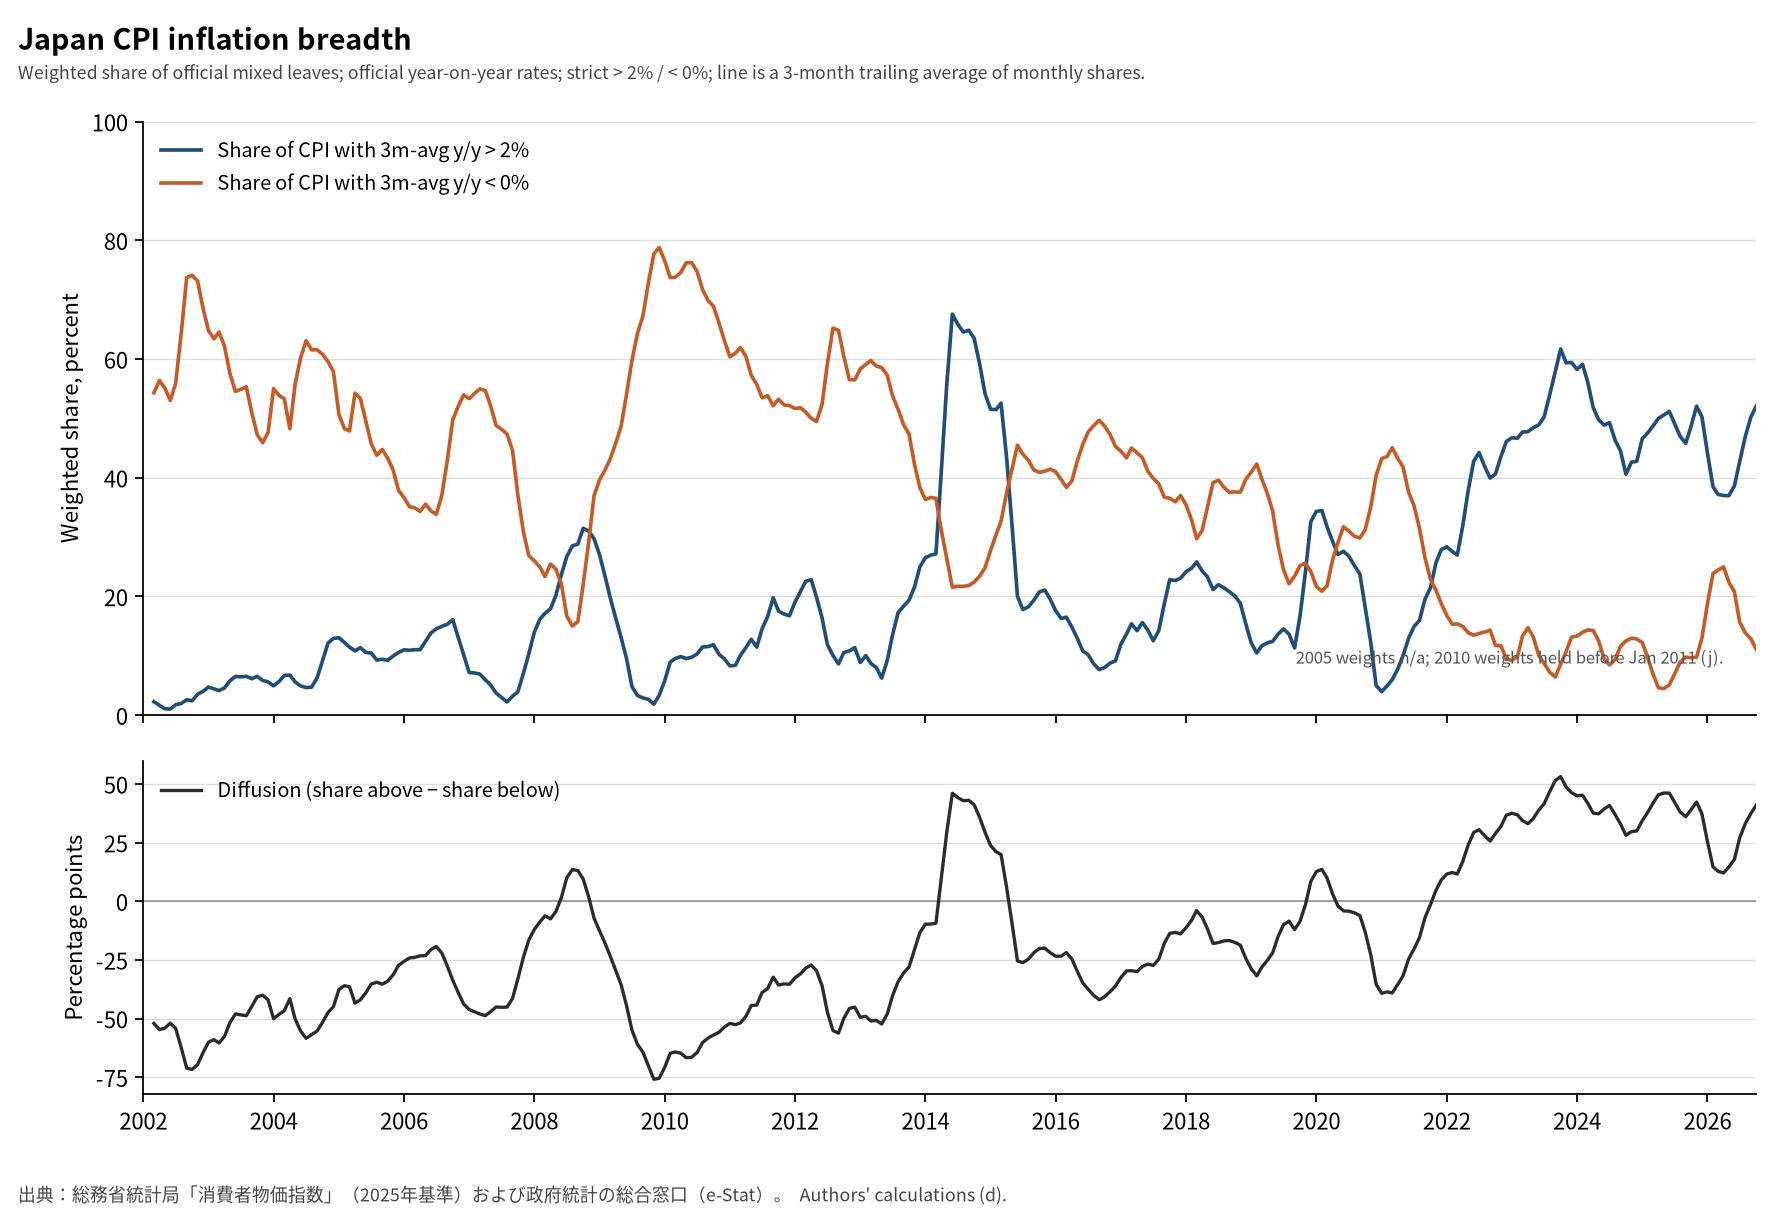 Japan CPI inflation breadth
Weighted share of official mixed leaves; official year-on-year rates; strict > 2% / < 0%; line is a 3-month trailing average of monthly shares.
Weighted share, percent
100
80
60
40
20
0
Share of CPI with 3m-avg y/y > 2%
Share of CPI with 3m-avg y/y < 0%
2005 weights n/a; 2010 weights held before Jan 2011 (j).
Percentage points
50
25
0
-25
-50
-75
Diffusion (share above − share below)
2002 2004 2006 2008 2010 2012 2014 2016 2018 2020 2022 2024 2026
出典：総務省統計局「消費者物価指数」（2025年基準）および政府統計の総合窓口（e-Stat）。 Authors' calculations (d).